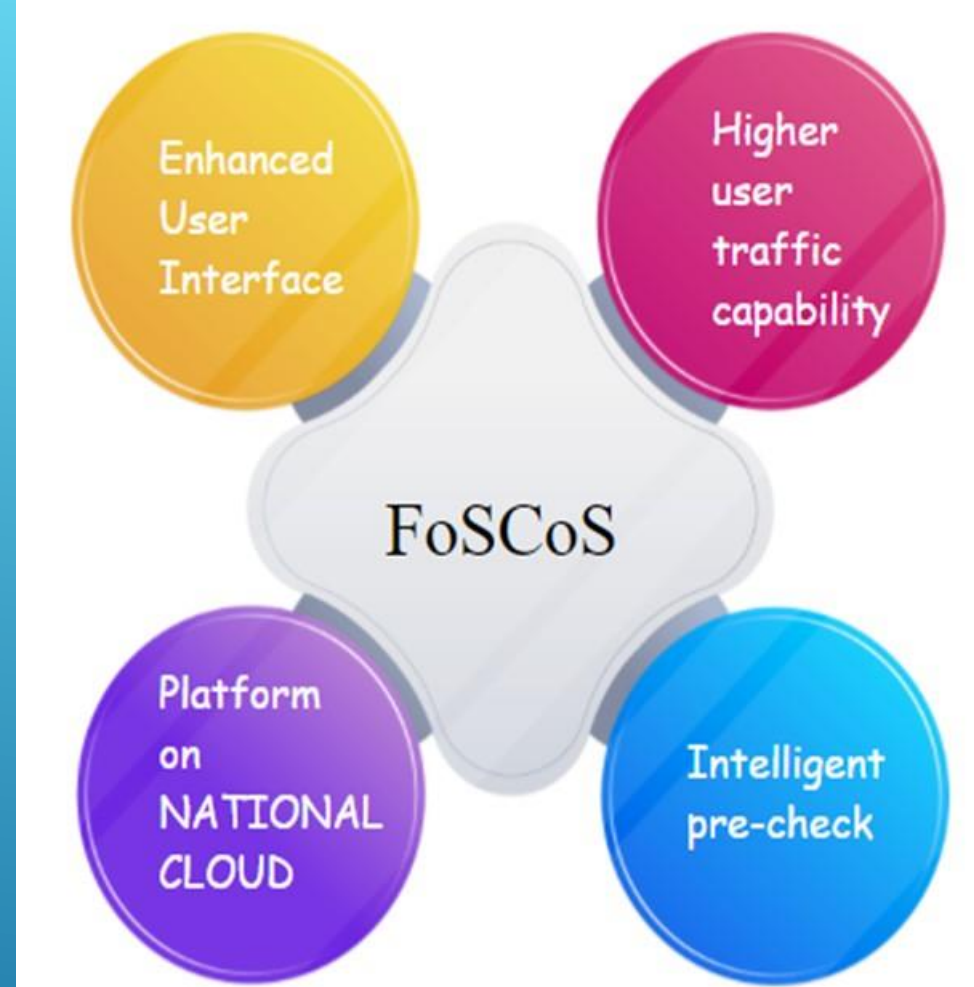 Enhanced
User
Interface
Higher
user
traffic
capability
FoSCoS
Platform
on
NATIONAL
CLOUD
Intelligent
pre-check